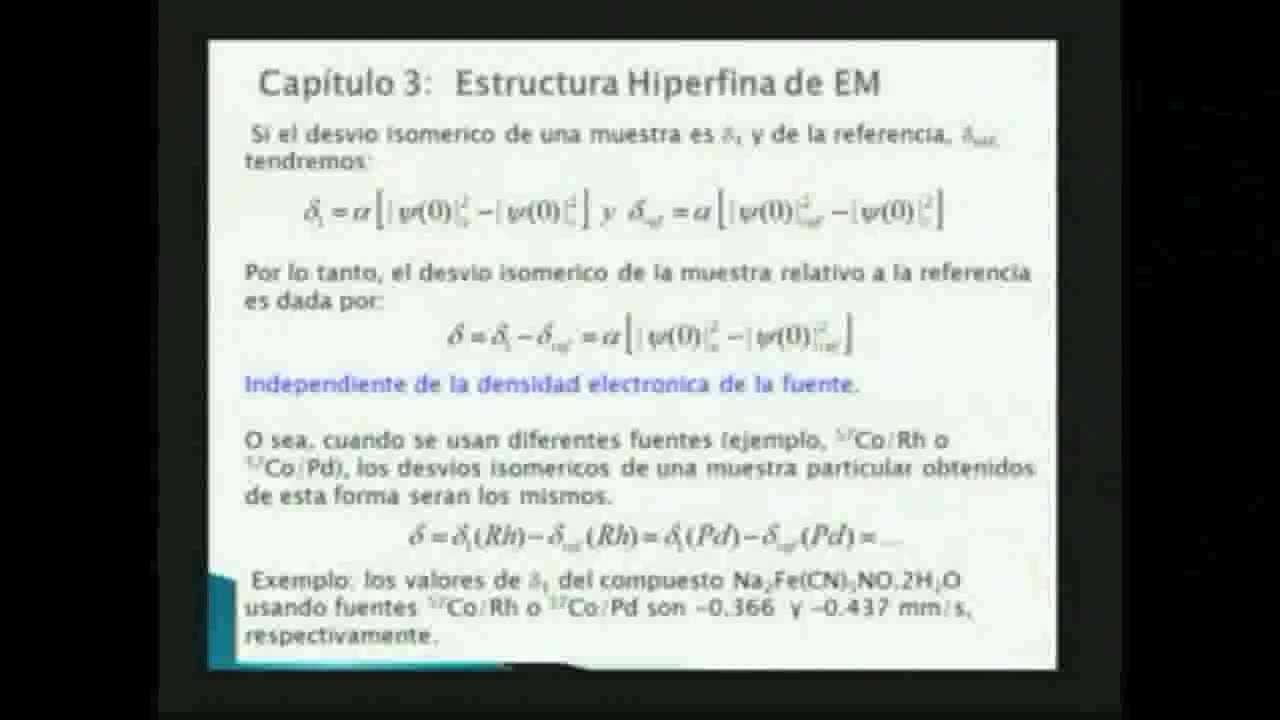 Capítulo 3: Estructura Hiperfina de EM
Si el desvio isomerico de una muestra es δ₁ y de la referencia,
tendremos:
δ₁ = α[|ψ(0)|²ₐ − |ψ(0)|²] y δ_ref = α[|ψ(0)|²_ref − |ψ(0)|²]
Por lo tanto, el desvio isomerico de la muestra relativo a la referencia
es dada por:
δ = δ₁ − δ_ref = α[|ψ(0)|²ₐ − |ψ(0)|²_ref]
Independiente de la densidad electronica de la fuente.
O sea, cuando se usan diferentes fuentes (ejemplo, ⁵⁷Co/Rh o
⁵⁷Co/Pd), los desvios isomericos de una muestra particular obtenidos
de esta forma seran los mismos.
δ = δ₁(Rh) − δ_ref(Rh) = δ₁(Pd) − δ_ref(Pd) = ...
Exemplo: los valores de δ₁ del compuesto Na₂Fe(CN)₅NO.2H₂O
usando fuentes ⁵⁷Co/Rh o ⁵⁷Co/Pd son -0.366 y -0.437 mm/s,
respectivamente.